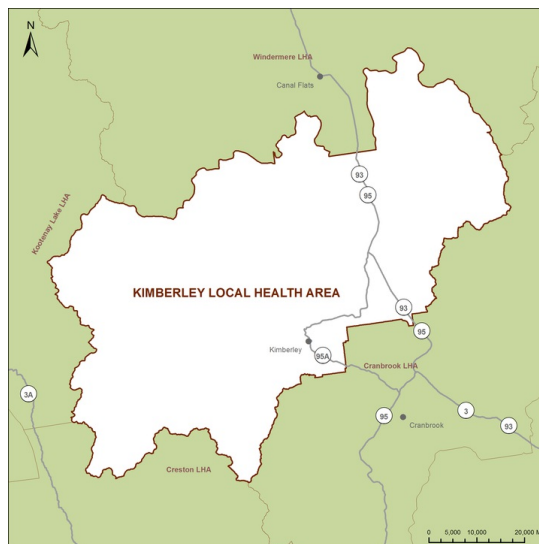 N
Windermere LHA
Canal Flats
93
95
Kootenay Lake LHA
KIMBERLEY LOCAL HEALTH AREA
93
95
Kimberley
95A
Cranbrook LHA
3A
95
3
Cranbrook
93
Creston LHA
0 5,000 10,000 20,000 M